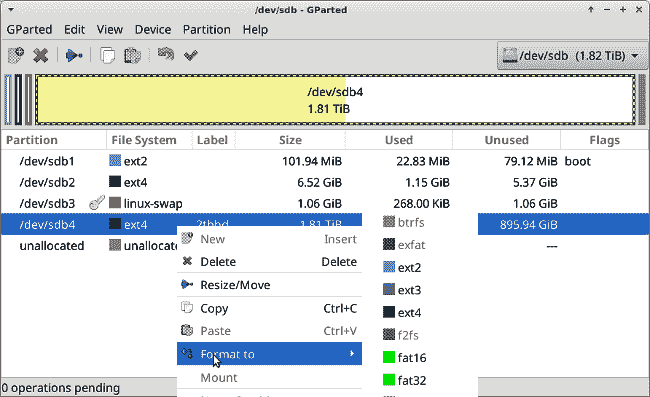 /dev/sdb - GParted
GParted Edit View Device Partition Help
/dev/sdb (1.82 TiB)
/dev/sdb4
1.81 TiB
Partition File System Label Size Used Unused Flags
/dev/sdb1 ext2 101.94 MiB 22.83 MiB 79.12 MiB boot
/dev/sdb2 ext4 6.52 GiB 1.15 GiB 5.37 GiB
/dev/sdb3 linux-swap 1.06 GiB 268.00 KiB 1.06 GiB
/dev/sdb4 ext4 1.81 TiB 895.94 GiB
unallocated unallocate ---
New Insert
Delete Delete
Resize/Move
Copy Ctrl+C
Paste Ctrl+V
Format to
Mount
btrfs
exfat
ext2
ext3
ext4
f2fs
fat16
fat32
0 operations pending